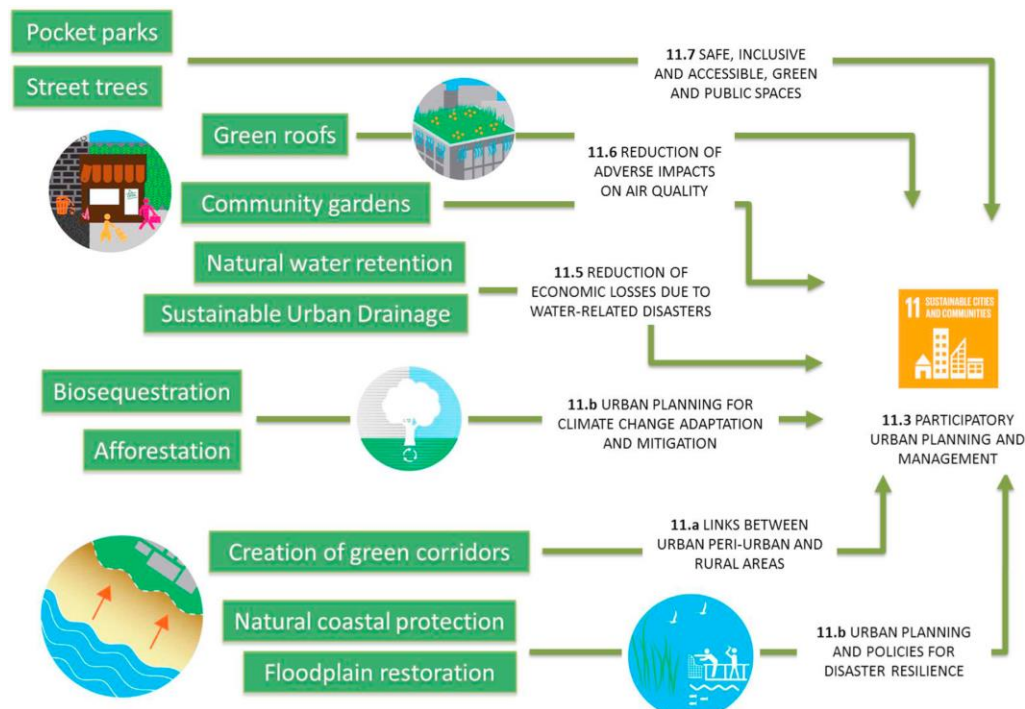 Pocket parks
Street trees
11.7 SAFE, INCLUSIVE
AND ACCESSIBLE, GREEN
AND PUBLIC SPACES
Green roofs
11.6 REDUCTION OF
ADVERSE IMPACTS
ON AIR QUALITY
Community gardens
Natural water retention
Sustainable Urban Drainage
11.5 REDUCTION OF
ECONOMIC LOSSES DUE TO
WATER-RELATED DISASTERS
11 SUSTAINABLE CITIES
AND COMMUNITIES
Biosequestration
Afforestation
11.b URBAN PLANNING FOR
CLIMATE CHANGE ADAPTATION
AND MITIGATION
11.3 PARTICIPATORY
URBAN PLANNING AND
MANAGEMENT
Creation of green corridors
11.a LINKS BETWEEN
URBAN PERI-URBAN AND
RURAL AREAS
Natural coastal protection
Floodplain restoration
11.b URBAN PLANNING
AND POLICIES FOR
DISASTER RESILIENCE